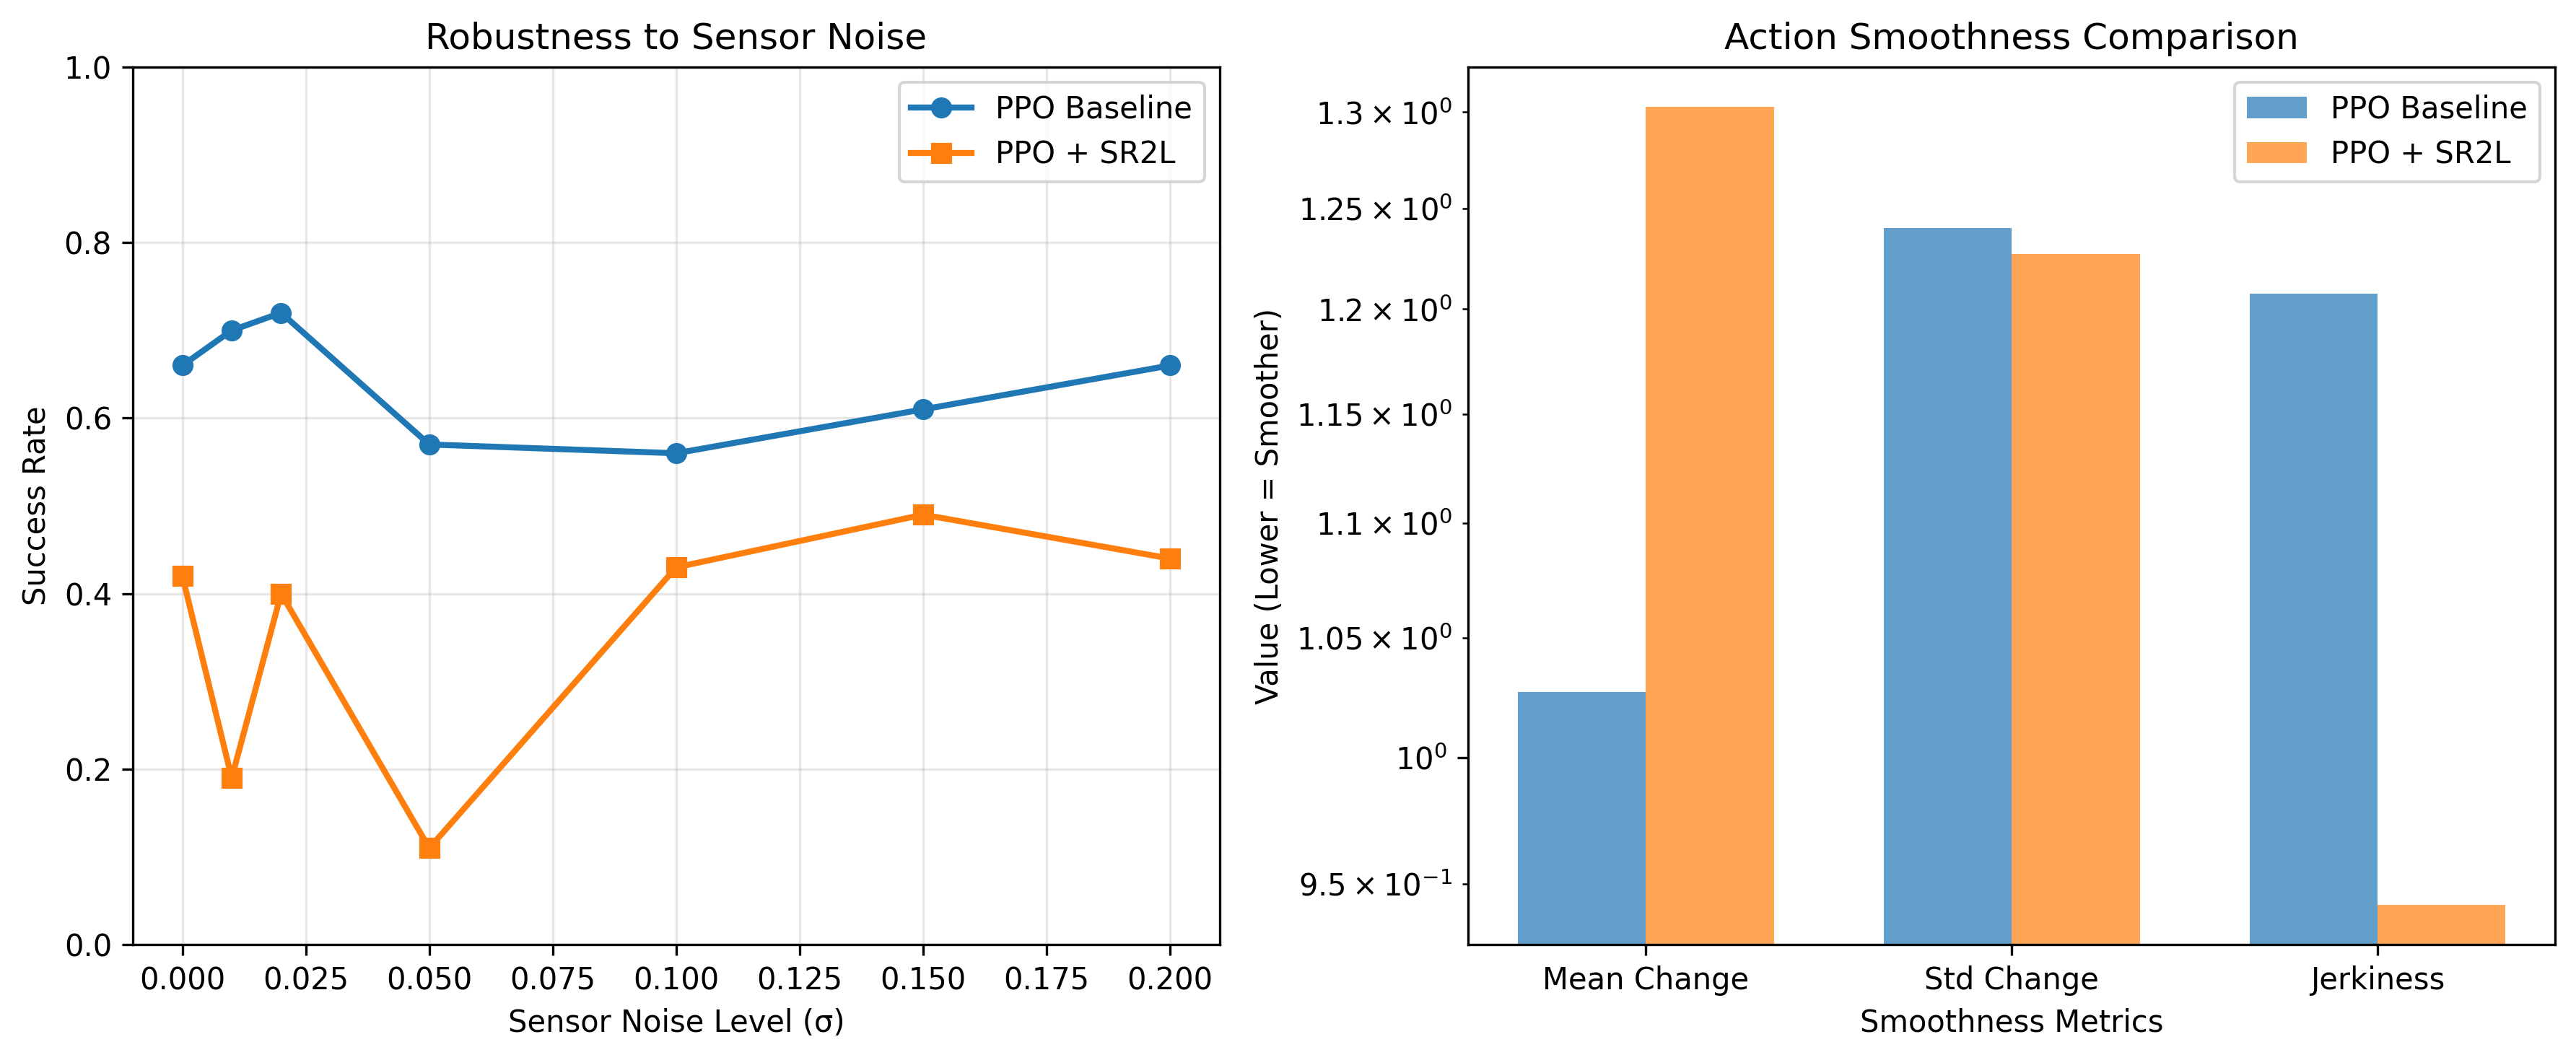 Robustness to Sensor Noise
1.0
0.8
0.6
0.4
0.2
0.0
Success Rate
0.000 0.025 0.050 0.075 0.100 0.125 0.150 0.175 0.200
Sensor Noise Level (σ)
PPO Baseline
PPO + SR2L
Action Smoothness Comparison
1.3 × 10⁰
1.25 × 10⁰
1.2 × 10⁰
1.15 × 10⁰
1.1 × 10⁰
1.05 × 10⁰
10⁰
9.5 × 10⁻¹
Value (Lower = Smoother)
Mean Change Std Change Jerkiness
Smoothness Metrics
PPO Baseline
PPO + SR2L